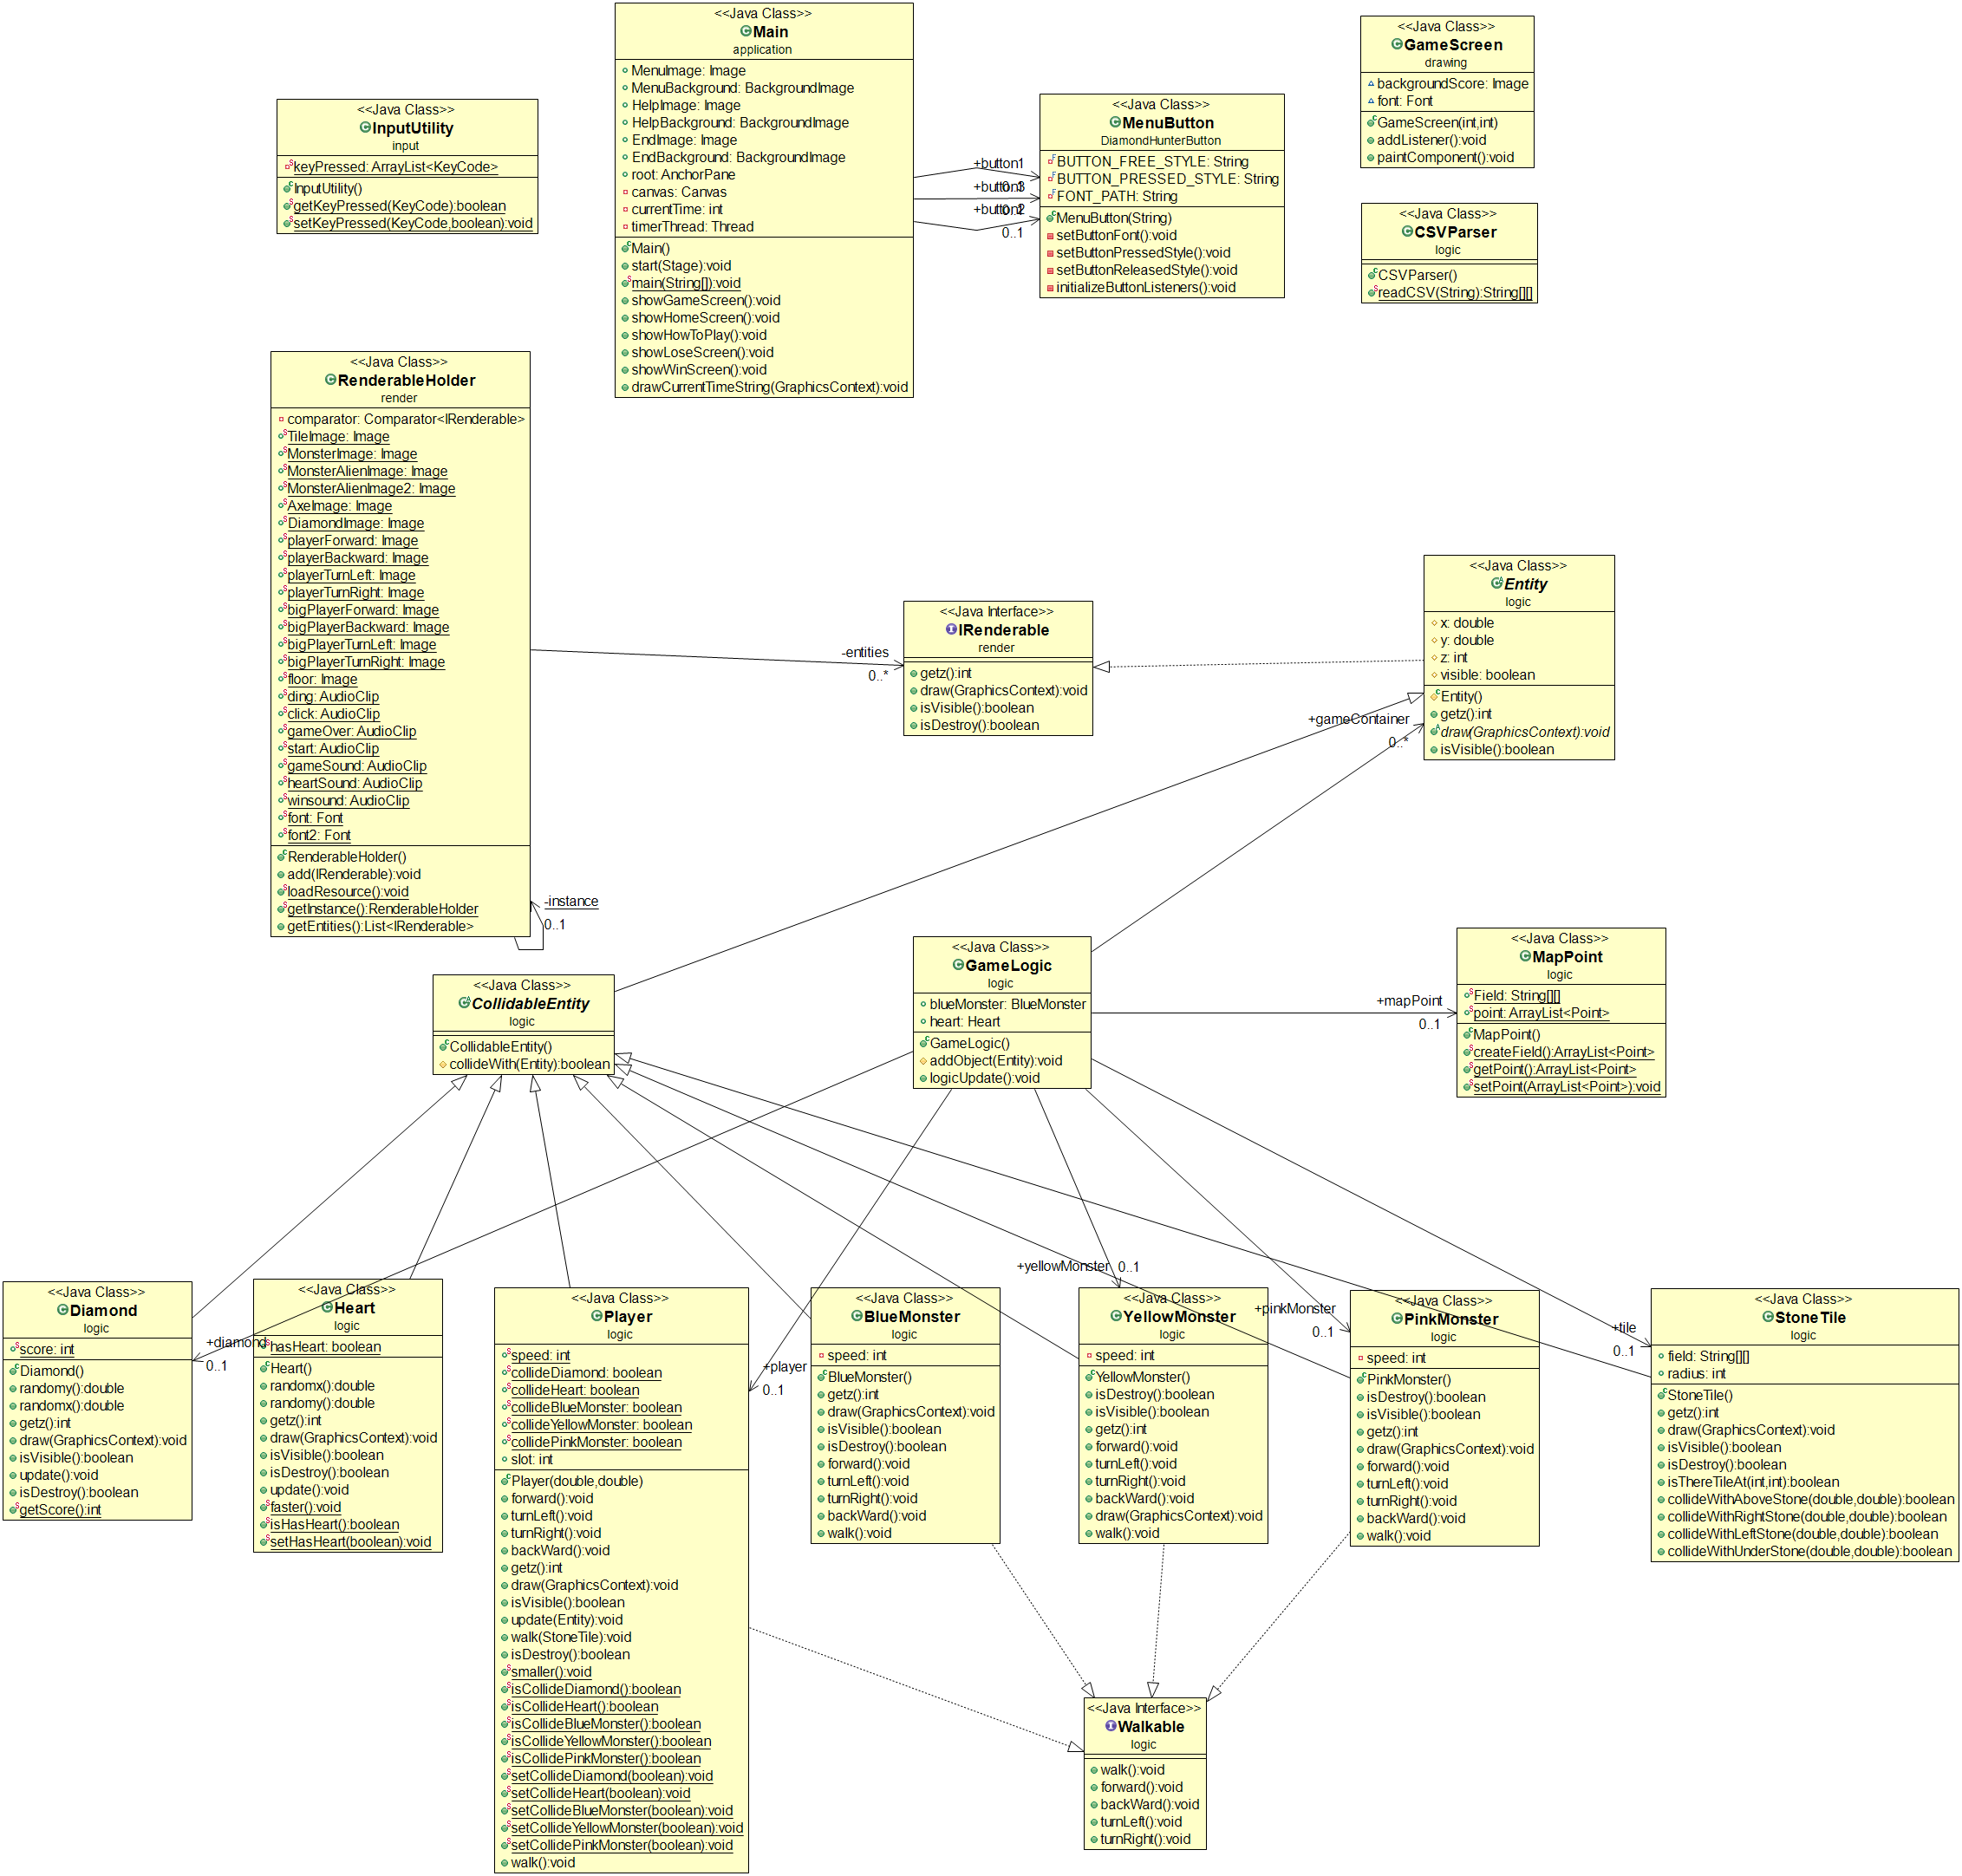 <<Java Class>>
Main
application
MenuImage: Image
MenuBackground: BackgroundImage
HelpImage: Image
HelpBackground: BackgroundImage
EndImage: Image
EndBackground: BackgroundImage
root: AnchorPane
canvas: Canvas
currentTime: int
timerThread: Thread
Main()
start(Stage):void
main(String[]):void
showGameScreen():void
showHomeScreen():void
showHowToPlay():void
showLoseScreen():void
showWinScreen():void
drawCurrentTimeString(GraphicsContext):void
<<Java Class>>
GameScreen
drawing
backgroundScore: Image
font: Font
GameScreen(int,int)
addListener():void
paintComponent():void
<<Java Class>>
InputUtility
input
keyPressed: ArrayList<KeyCode>
InputUtility()
getKeyPressed(KeyCode):boolean
setKeyPressed(KeyCode,boolean):void
+button1
+button
+button2
0..1
<<Java Class>>
MenuButton
DiamondHunterButton
BUTTON_FREE_STYLE: String
BUTTON_PRESSED_STYLE: String
FONT_PATH: String
MenuButton(String)
setButtonFont():void
setButtonPressedStyle():void
setButtonReleasedStyle():void
initializeButtonListeners():void
<<Java Class>>
CSVParser
logic
CSVParser()
readCSV(String):String[][]
<<Java Class>>
RenderableHolder
render
comparator: Comparator<IRenderable>
TileImage: Image
MonsterImage: Image
MonsterAlienImage: Image
MonsterAlienImage2: Image
AxeImage: Image
DiamondImage: Image
playerForward: Image
playerBackward: Image
playerTurnLeft: Image
playerTurnRight: Image
bigPlayerForward: Image
bigPlayerBackward: Image
bigPlayerTurnLeft: Image
bigPlayerTurnRight: Image
floor: Image
ding: AudioClip
click: AudioClip
gameOver: AudioClip
start: AudioClip
gameSound: AudioClip
heartSound: AudioClip
winsound: AudioClip
font: Font
font2: Font
RenderableHolder()
add(IRenderable):void
loadResource():void
getInstance():RenderableHolder
getEntities():List<IRenderable>
-instance
0..1
-entities
0..*
<<Java Interface>>
IRenderable
render
getz():int
draw(GraphicsContext):void
isVisible():boolean
isDestroy():boolean
<<Java Class>>
Entity
logic
x: double
y: double
z: int
visible: boolean
Entity()
getz():int
draw(GraphicsContext):void
isVisible():boolean
+gameContainer
0..*
<<Java Class>>
CollidableEntity
logic
CollidableEntity()
collideWith(Entity):boolean
<<Java Class>>
GameLogic
logic
blueMonster: BlueMonster
heart: Heart
GameLogic()
addObject(Entity):void
logicUpdate():void
+mapPoint
0..1
<<Java Class>>
MapPoint
logic
Field: String[][]
point: ArrayList<Point>
MapPoint()
createField():ArrayList<Point>
getPoint():ArrayList<Point>
setPoint(ArrayList<Point>):void
<<Java Class>>
Diamond
logic
score: int
Diamond()
randomy():double
randomx():double
getz():int
draw(GraphicsContext):void
isVisible():boolean
update():void
isDestroy():boolean
getScore():int
+diamond
0..1
<<Java Class>>
Heart
logic
hasHeart: boolean
Heart()
randomx():double
randomy():double
getz():int
draw(GraphicsContext):void
isVisible():boolean
isDestroy():boolean
update():void
faster():void
isHasHeart():boolean
setHasHeart(boolean):void
<<Java Class>>
Player
logic
speed: int
collideDiamond: boolean
collideHeart: boolean
collideBlueMonster: boolean
collideYellowMonster: boolean
collidePinkMonster: boolean
slot: int
Player(double,double)
forward():void
turnLeft():void
turnRight():void
backWard():void
getz():int
draw(GraphicsContext):void
isVisible():boolean
update(Entity):void
walk(StoneTile):void
isDestroy():boolean
smaller():void
isCollideDiamond():boolean
isCollideHeart():boolean
isCollideBlueMonster():boolean
isCollideYellowMonster():boolean
isCollidePinkMonster():boolean
setCollideDiamond(boolean):void
setCollideHeart(boolean):void
setCollideBlueMonster(boolean):void
setCollideYellowMonster(boolean):void
setCollidePinkMonster(boolean):void
walk():void
+player
0..1
<<Java Class>>
BlueMonster
logic
speed: int
BlueMonster()
getz():int
draw(GraphicsContext):void
isVisible():boolean
isDestroy():boolean
forward():void
turnLeft():void
turnRight():void
backWard():void
walk():void
+yellowMonster
0..1
<<Java Class>>
YellowMonster
logic
speed: int
YellowMonster()
isDestroy():boolean
isVisible():boolean
getz():int
forward():void
turnLeft():void
turnRight():void
backWard():void
draw(GraphicsContext):void
walk():void
+pinkMonster
0..1
<<Java Class>>
PinkMonster
logic
speed: int
PinkMonster()
isDestroy():boolean
isVisible():boolean
getz():int
draw(GraphicsContext):void
forward():void
turnLeft():void
turnRight():void
backWard():void
walk():void
+tile
0..1
<<Java Class>>
StoneTile
logic
field: String[][]
radius: int
StoneTile()
getz():int
draw(GraphicsContext):void
isVisible():boolean
isDestroy():boolean
isThereTileAt(int,int):boolean
collideWithAboveStone(double,double):boolean
collideWithRightStone(double,double):boolean
collideWithLeftStone(double,double):boolean
collideWithUnderStone(double,double):boolean
<<Java Interface>>
Walkable
logic
walk():void
forward():void
backWard():void
turnLeft():void
turnRight():void